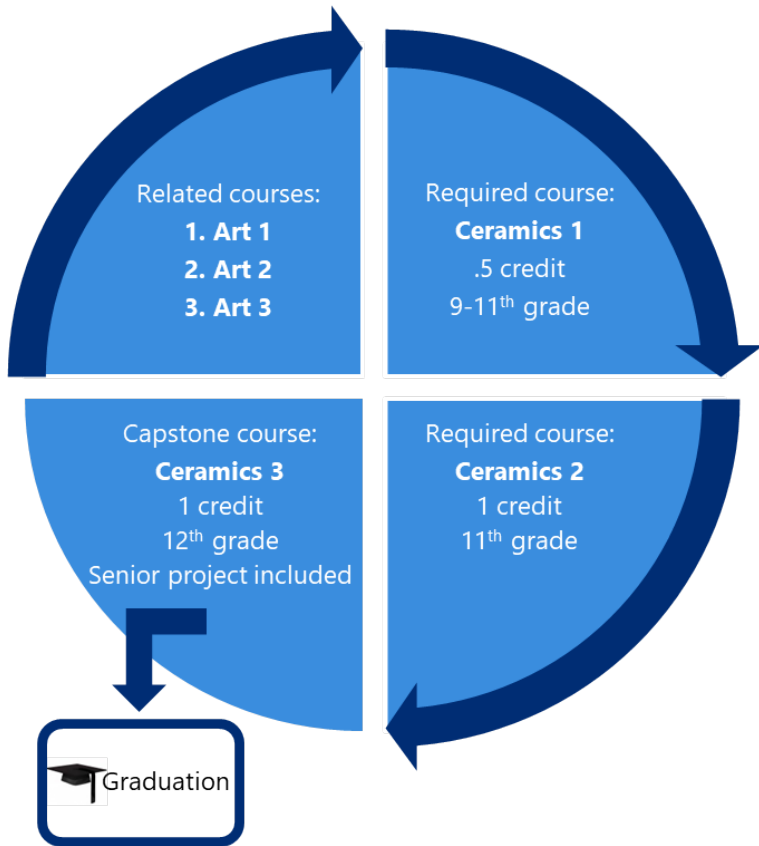 Related courses:
1. Art 1
2. Art 2
3. Art 3
Required course:
Ceramics 1
.5 credit
9-11th grade
Required course:
Ceramics 2
1 credit
11th grade
Capstone course:
Ceramics 3
1 credit
12th grade
Senior project included
Graduation